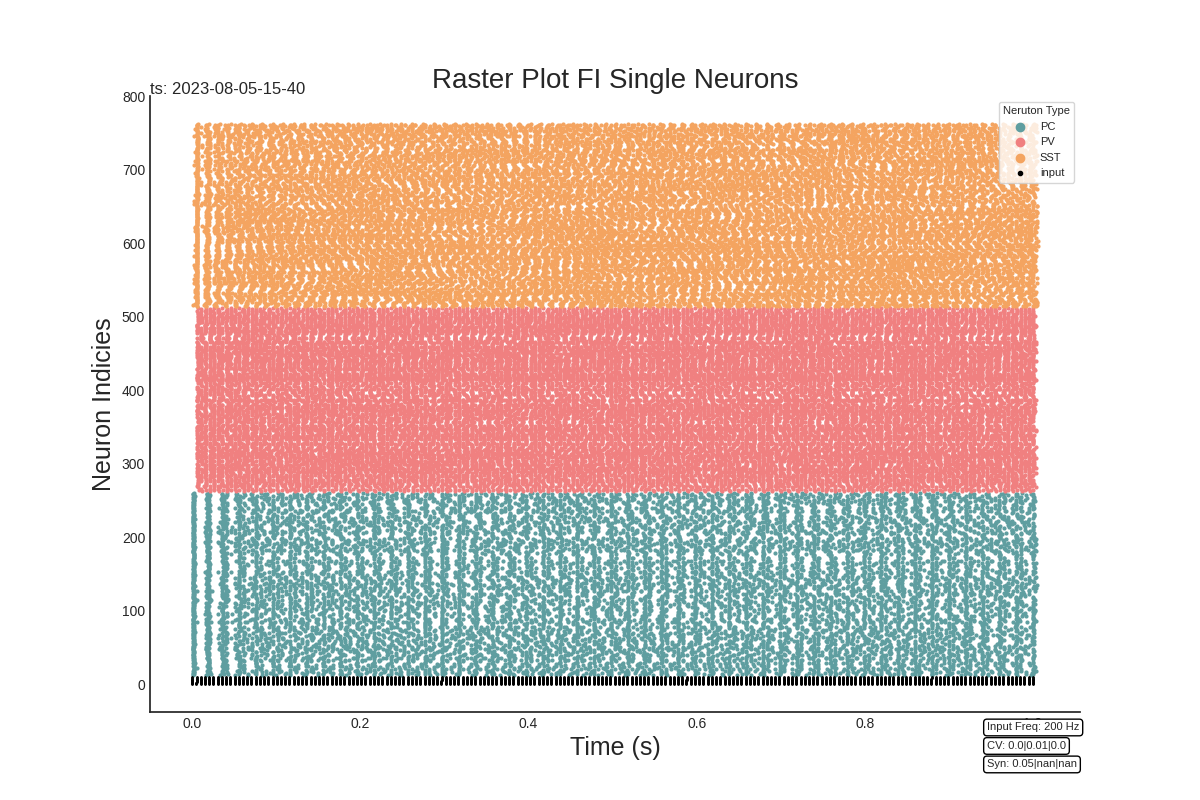 Raster Plot FI Single Neurons
ts: 2023-08-05-15-40
Neruton Type
PC
PV
SST
input
800
700
600
500
400
300
200
100
0
Neuron Indicies
0.0 0.2 0.4 0.6 0.8
Time (s)
Input Freq: 200 Hz
CV: 0.0|0.01|0.0
Syn: 0.05|nan|nan